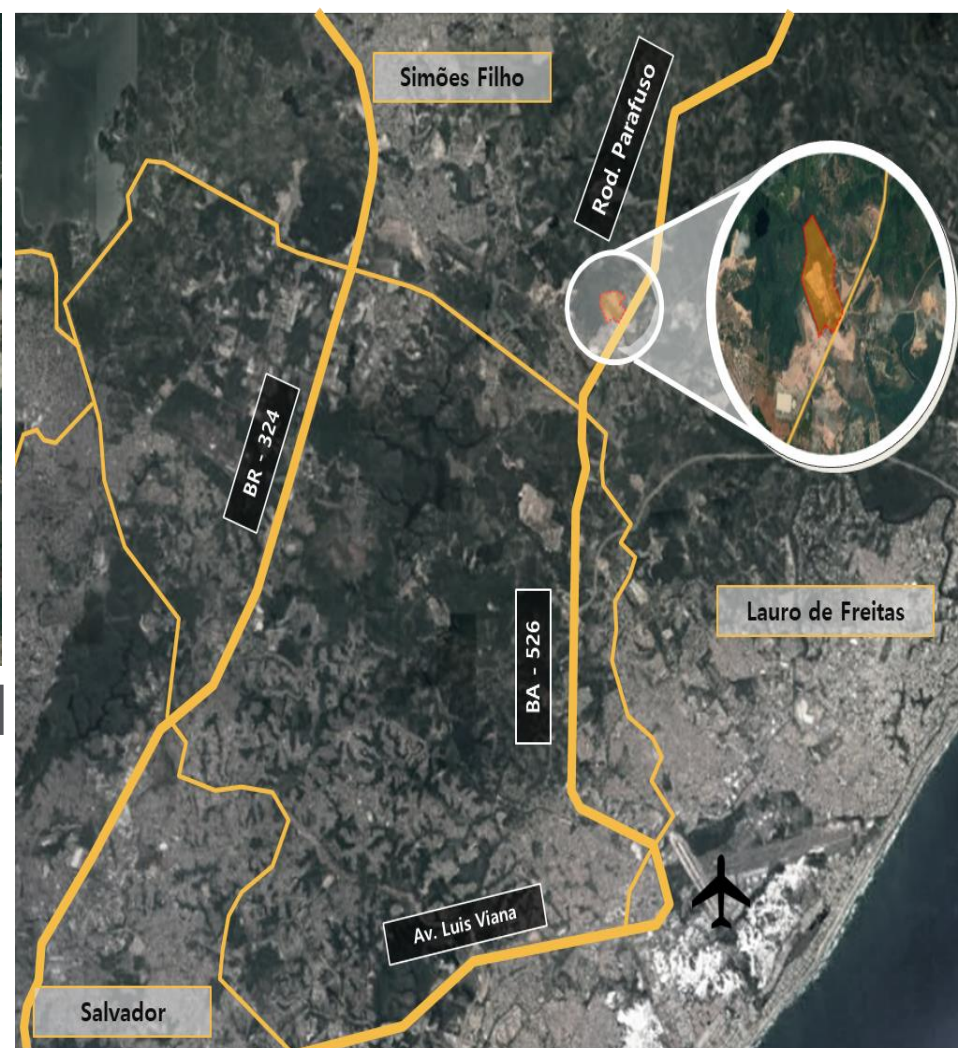 Simões Filho
Rod. Parafuso
BR - 324
BA - 526
Lauro de Freitas
Av. Luis Viana
Salvador